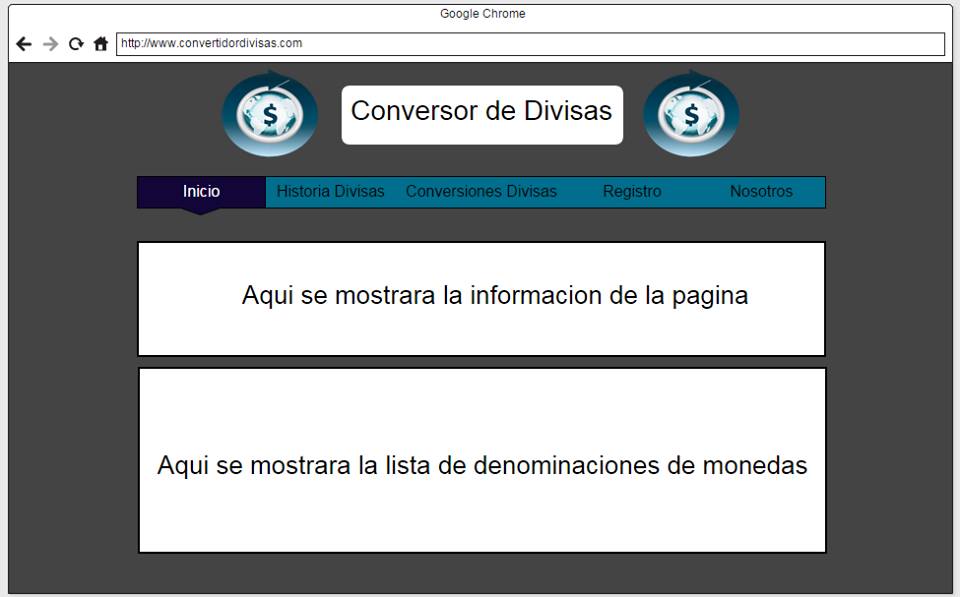 Google Chrome
http://www.convertidordivisas.com
$ Conversor de Divisas $
Inicio Historia Divisas Conversiones Divisas Registro Nosotros
Aqui se mostrara la informacion de la pagina
Aqui se mostrara la lista de denominaciones de monedas